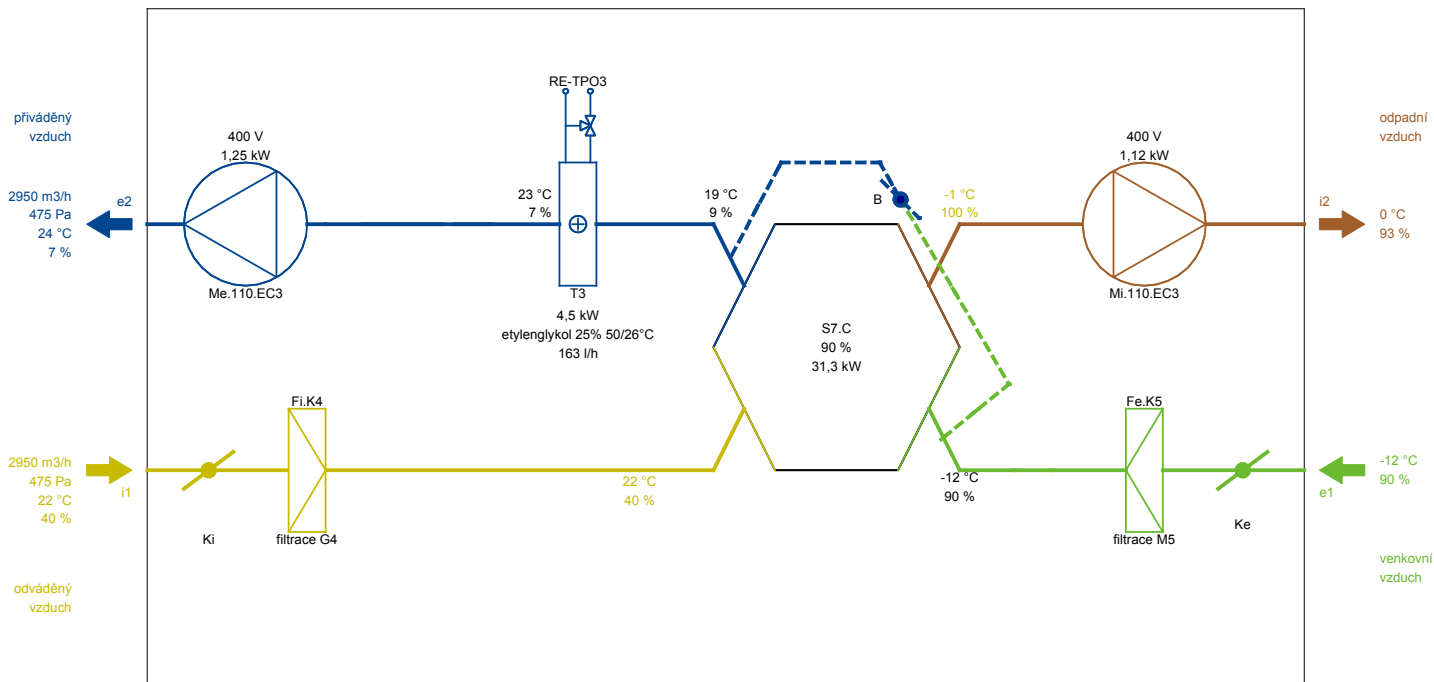 RE-TPO3
přiváděný
vzduch
400 V
1,25 kW
400 V
1,12 kW
odpadní
vzduch
2950 m3/h
475 Pa
24 °C
7 %
e2
23 °C
7 %
19 °C
9 %
B
-1 °C
100 %
i2
0 °C
93 %
Me.110.EC3
T3
4,5 kW
etylenglykol 25% 50/26°C
163 l/h
Mi.110.EC3
S7.C
90 %
31,3 kW
Fi.K4
Fe.K5
2950 m3/h
475 Pa
22 °C
40 %
i1
22 °C
40 %
-12 °C
90 %
-12 °C
90 %
e1
Ki
filtrace G4
filtrace M5
Ke
odváděný
vzduch
venkovní
vzduch